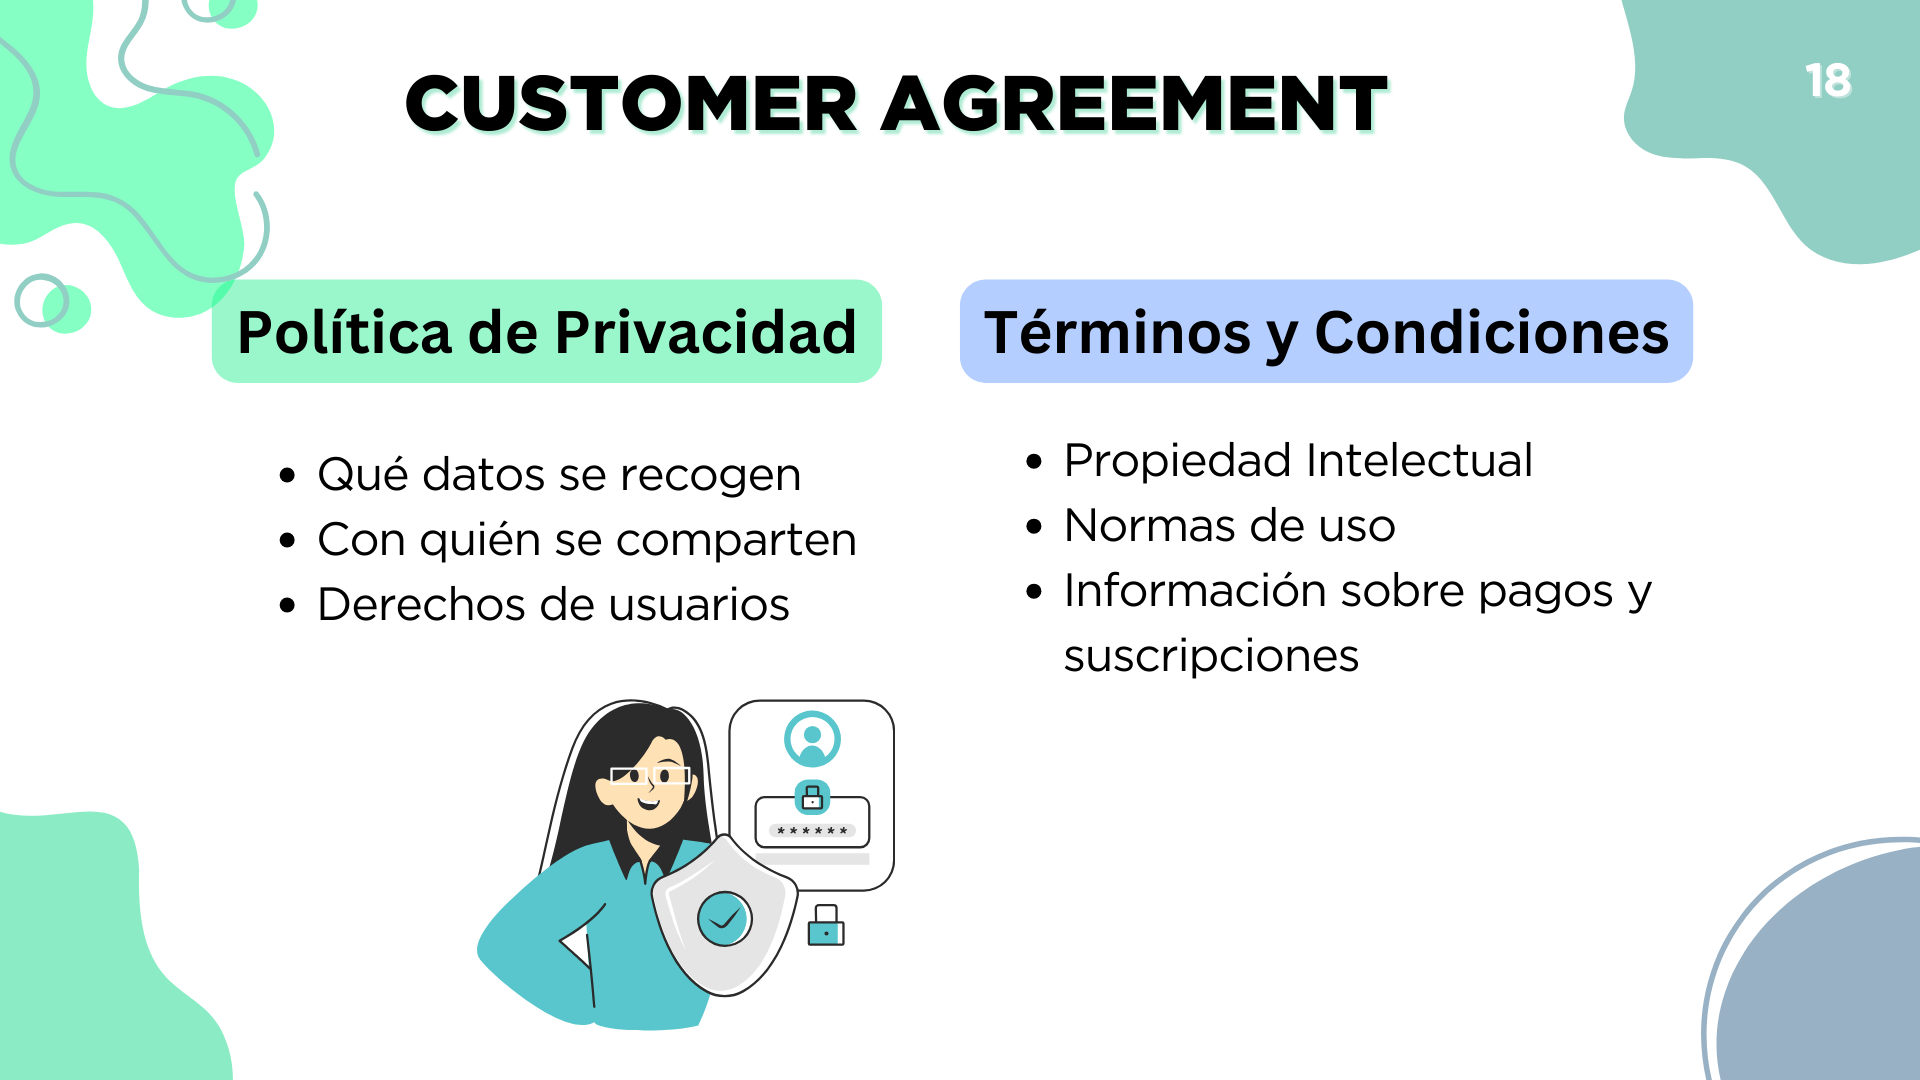 CUSTOMER AGREEMENT
18
Política de Privacidad
• Qué datos se recogen
• Con quién se comparten
• Derechos de usuarios
Términos y Condiciones
• Propiedad Intelectual
• Normas de uso
• Información sobre pagos y
suscripciones
******